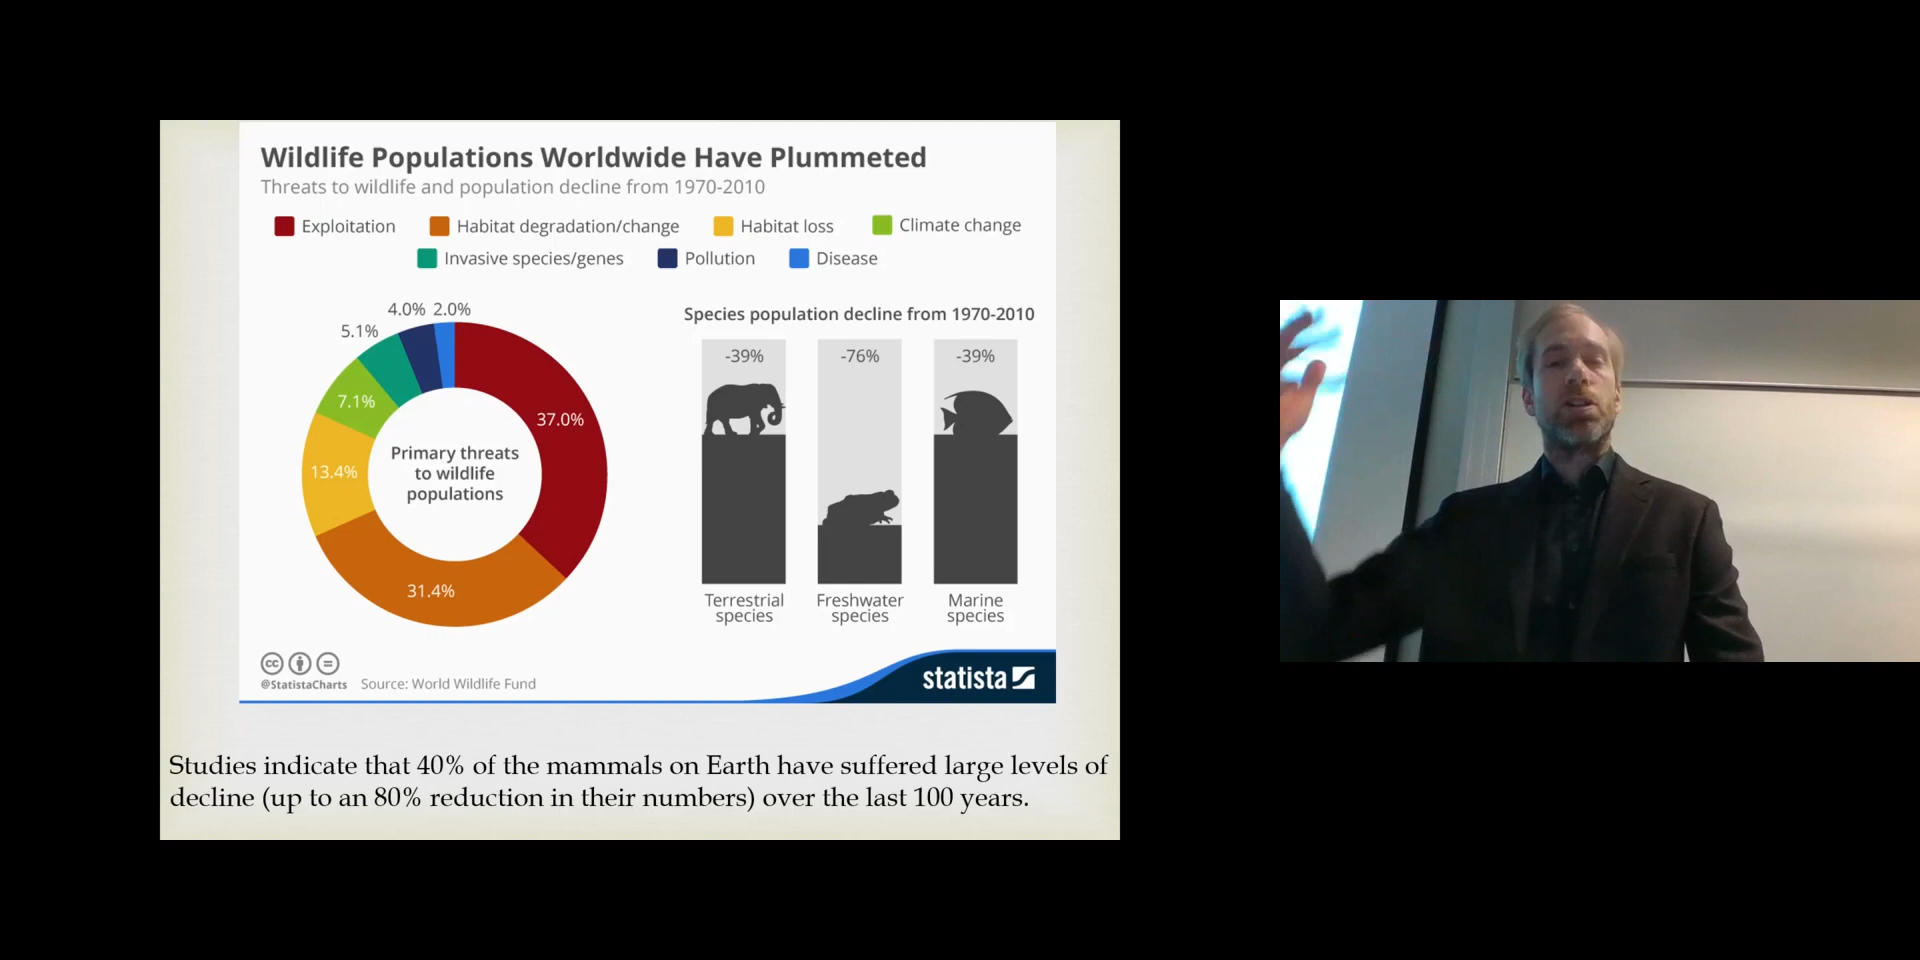 Wildlife Populations Worldwide Have Plummeted
Threats to wildlife and population decline from 1970-2010
Exploitation
Habitat degradation/change
Habitat loss
Climate change
Invasive species/genes
Pollution
Disease
4.0%
2.0%
5.1%
7.1%
37.0%
13.4%
31.4%
Primary threats
to wildlife
populations
Species population decline from 1970-2010
-39%
-76%
-39%
Terrestrial
species
Freshwater
species
Marine
species
cc
@StatistaCharts
Source: World Wildlife Fund
statista
Studies indicate that 40% of the mammals on Earth have suffered large levels of
decline (up to an 80% reduction in their numbers) over the last 100 years.